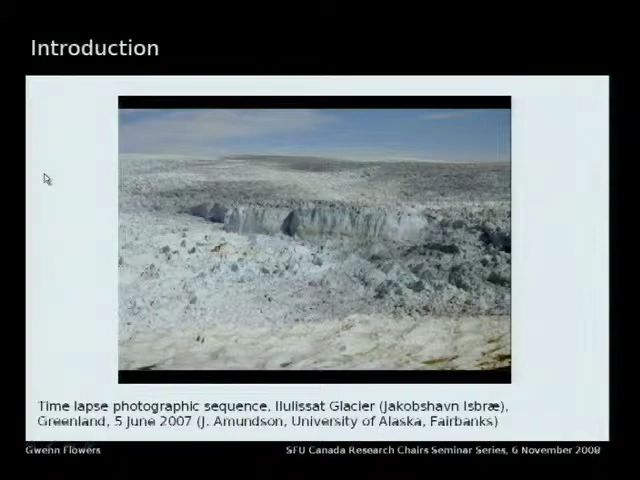 Introduction
Time lapse photographic sequence, Ilulissat Glacier (Jakobshavn Isbræ),
Greenland, 5 June 2007 (J. Amundson, University of Alaska, Fairbanks)
Gwenn Flowers
SFU Canada Research Chairs Seminar Series, 6 November 2008